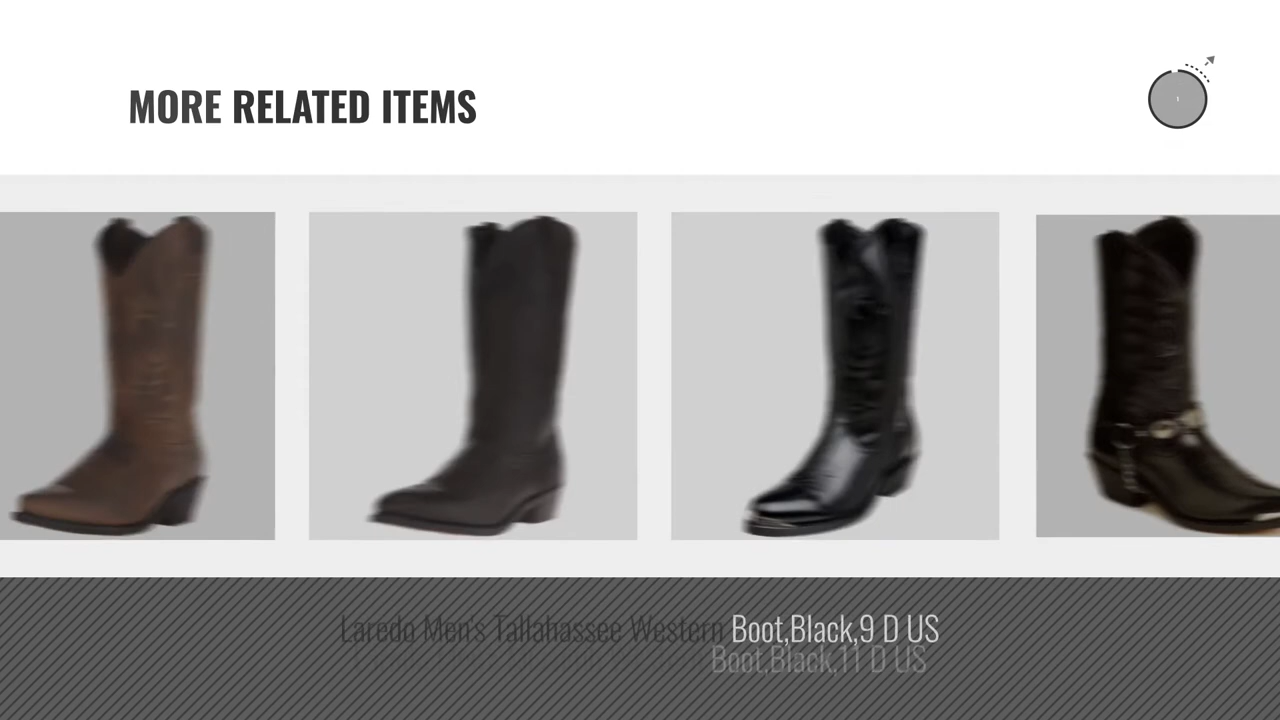 MORE RELATED ITEMS
Laredo Men's Tallahassee Western Boot,Black,9 D US
Boot,Black,11 D US